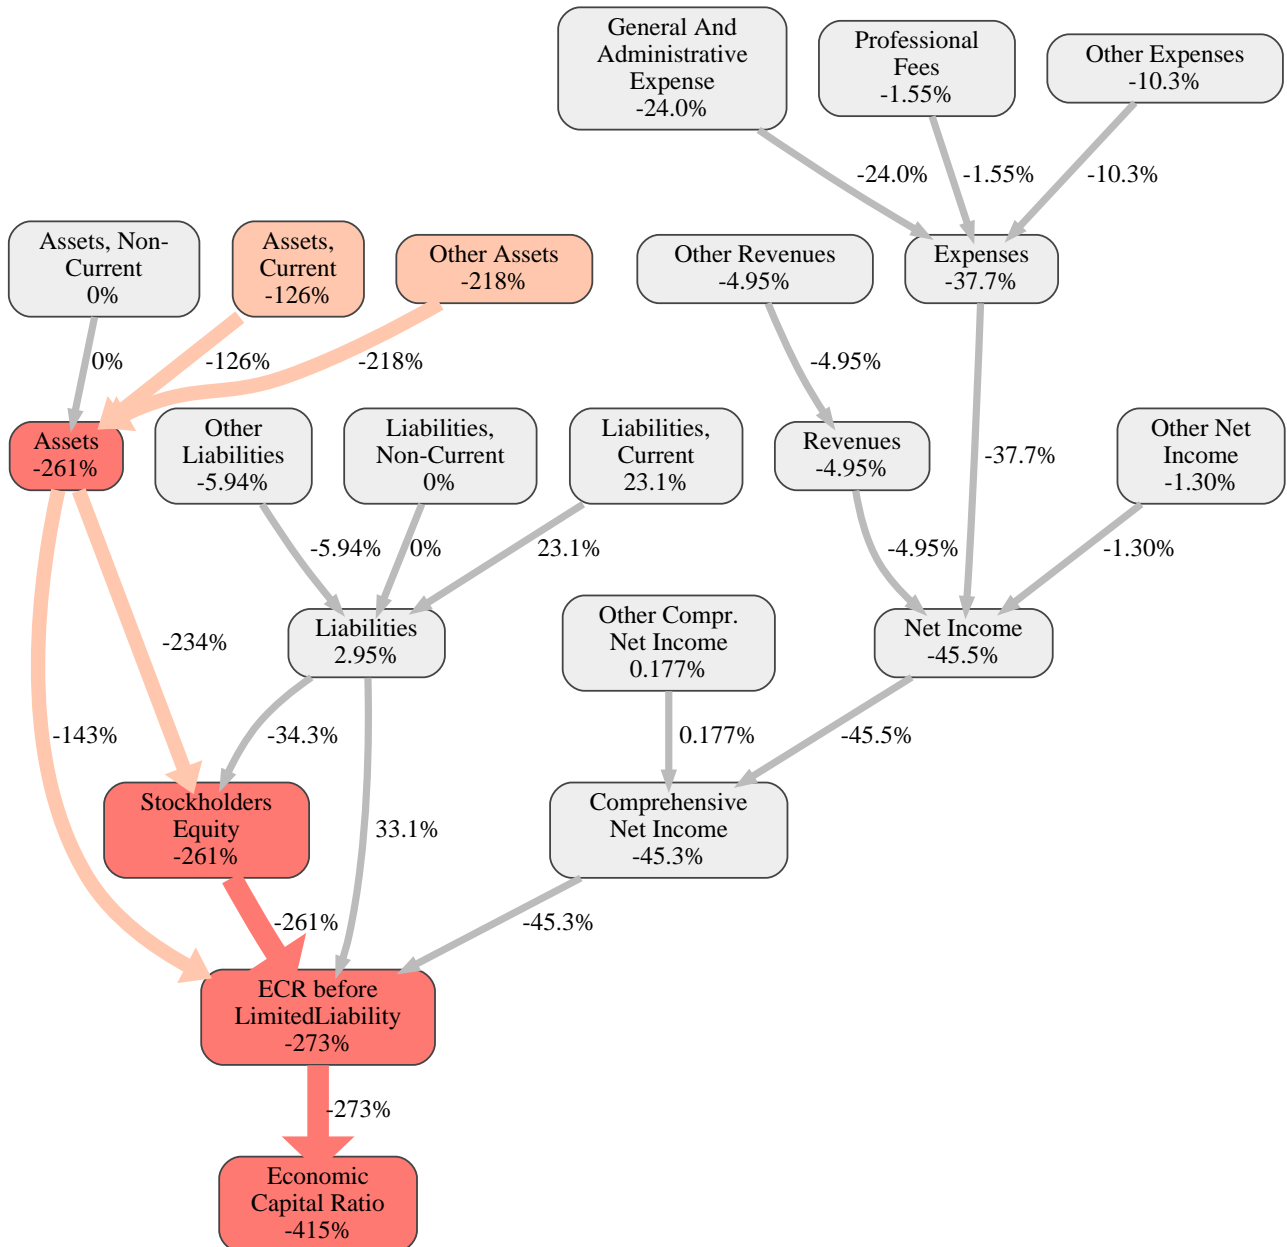 General And
Administrative
Expense
-24.0%
Professional
Fees
-1.55%
Other Expenses
-10.3%
-24.0%
-1.55%
-10.3%
Assets, Non-
Current
0%
Assets,
Current
-126%
Other Assets
-218%
Other Revenues
-4.95%
Expenses
-37.7%
0%
-126%
-218%
-4.95%
Assets
-261%
Other
Liabilities
-5.94%
Liabilities,
Non-Current
0%
Liabilities,
Current
23.1%
Revenues
-4.95%
-37.7%
Other Net
Income
-1.30%
-5.94%
0%
23.1%
-4.95%
-1.30%
-234%
Liabilities
2.95%
Other Compr.
Net Income
0.177%
Net Income
-45.5%
-143%
-34.3%
0.177%
-45.5%
Stockholders
Equity
-261%
33.1%
Comprehensive
Net Income
-45.3%
-261%
-45.3%
ECR before
LimitedLiability
-273%
-273%
Economic
Capital Ratio
-415%